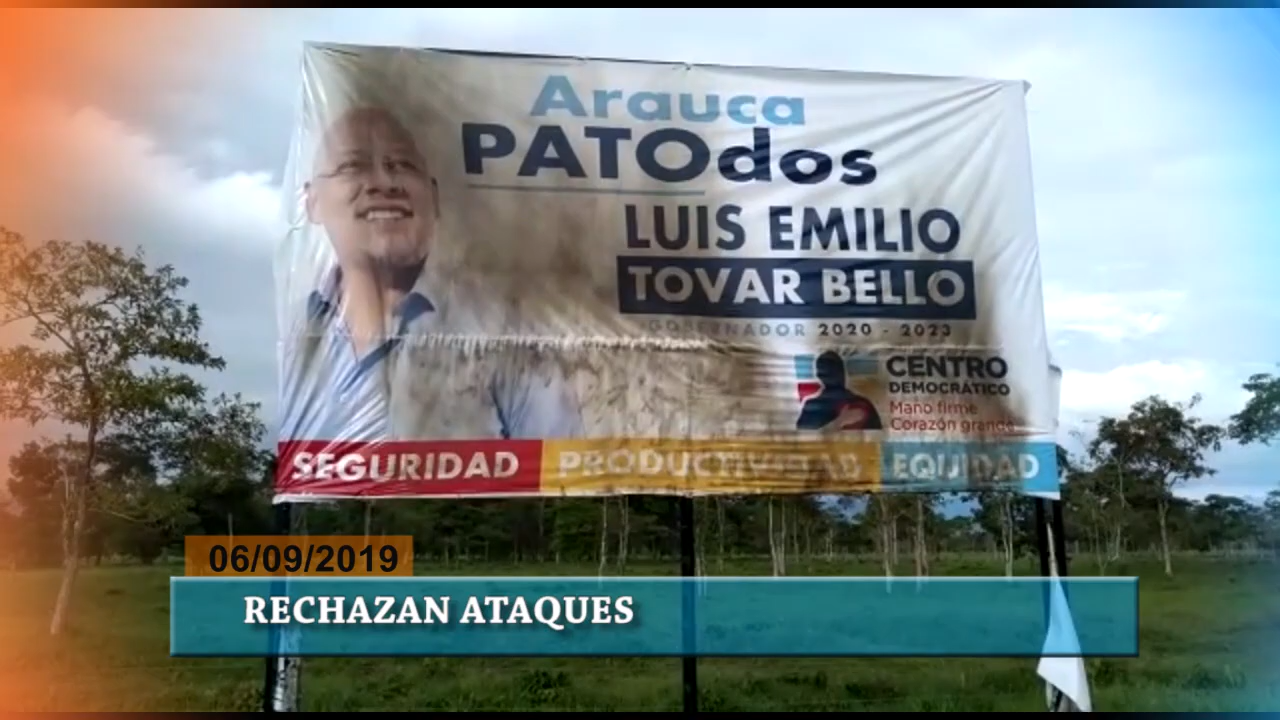 Arauca
PATOdos
LUIS EMILIO
TOVAR BELLO
GOBERNADOR 2020 - 2023
CENTRO
DEMOCRÁTICO
Mano firme
Corazón grande
SEGURIDAD PRODUCTIVIDAD EQUIDAD
06/09/2019
RECHAZAN ATAQUES